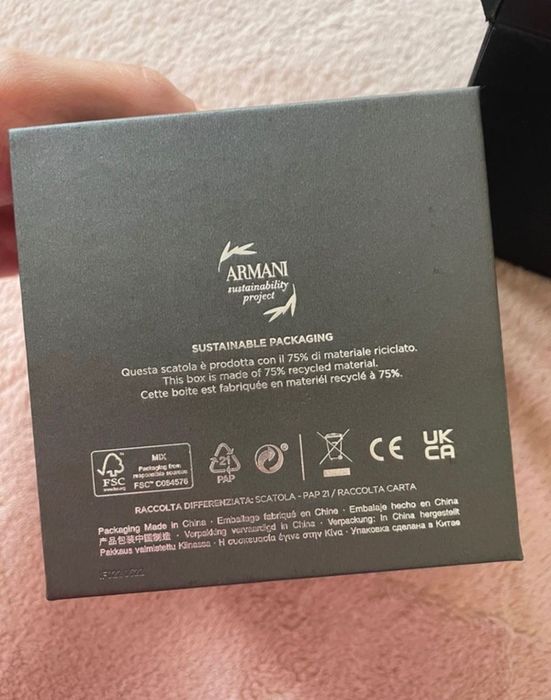 ARMANI
sustainability
project
SUSTAINABLE PACKAGING
Questa scatola è prodotta con il 75% di materiale riciclato.
This box is made of 75% recycled material.
Cette boite est fabriquée en materiél recyclé à 75%.
FSC
MIX
Packaging from
responsible sources
FSC™ C084576
21
PAP
CE
UK
CA
RACCOLTA DIFFERENZIATA: SCATOLA - PAP 21 / RACCOLTA CARTA
Packaging Made in China · Emballage fabriqué en Chine · Embalaje hecho en China
产品包装中国制造 · Verpakking vervaardigd in China · Verpackung: In China hergestellt
Pakkaus valmistettu Kiinassa · Η συσκευασία έγινε στην Κίνα · Упаковка сделана в Китае